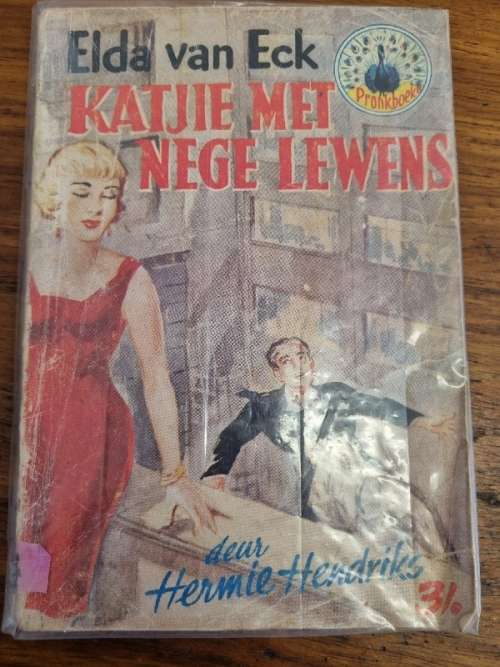 Elda van Eck
Pronkboeke
KATJIE MET
NEGE LEWENS
deur
Hermie Hendriks
3/-